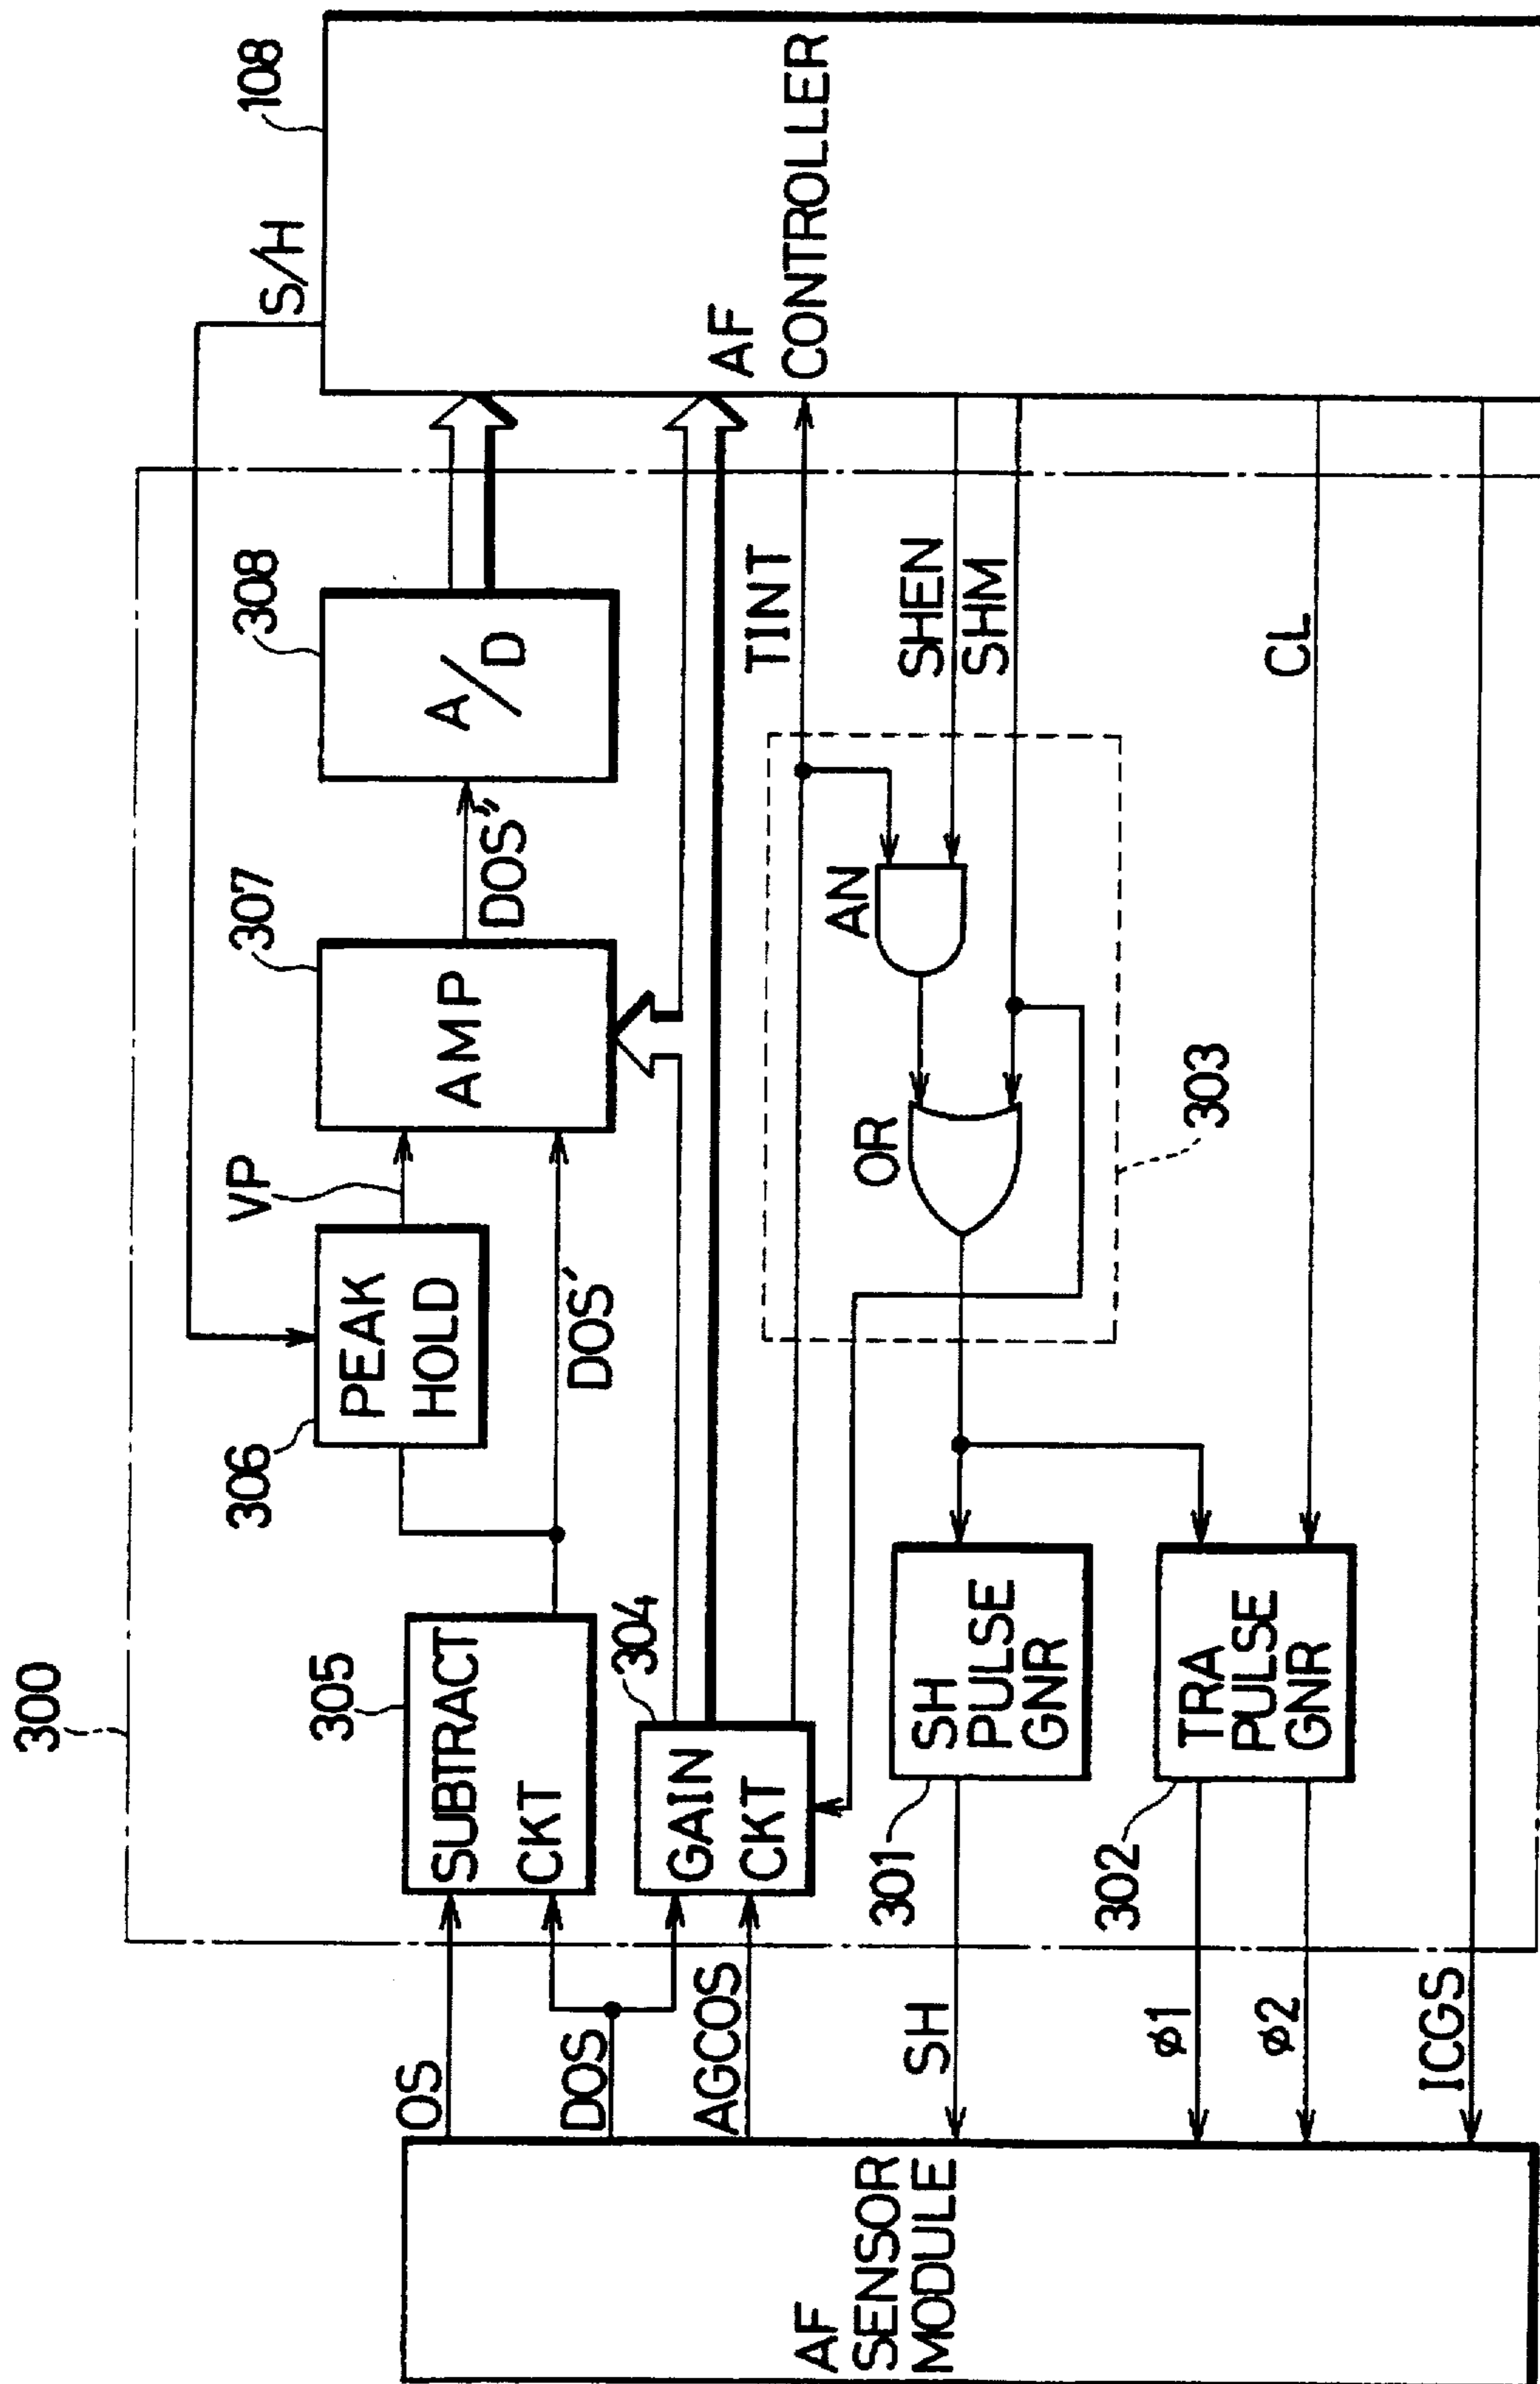 300
108
S/H
305
306
VP
307
308
SUBTRACT
CKT
PEAK
HOLD
AMP
A/D
OS
DOS
DOS'
DOS"
304
AGCOS
GAIN
CKT
TINT
AF
CONTROLLER
AF
SENSOR
MODULE
SH
301
SH
PULSE
GNR
OR
AN
SHEN
SHM
303
ø1
ø2
302
TRA
PULSE
GNR
CL
ICGS